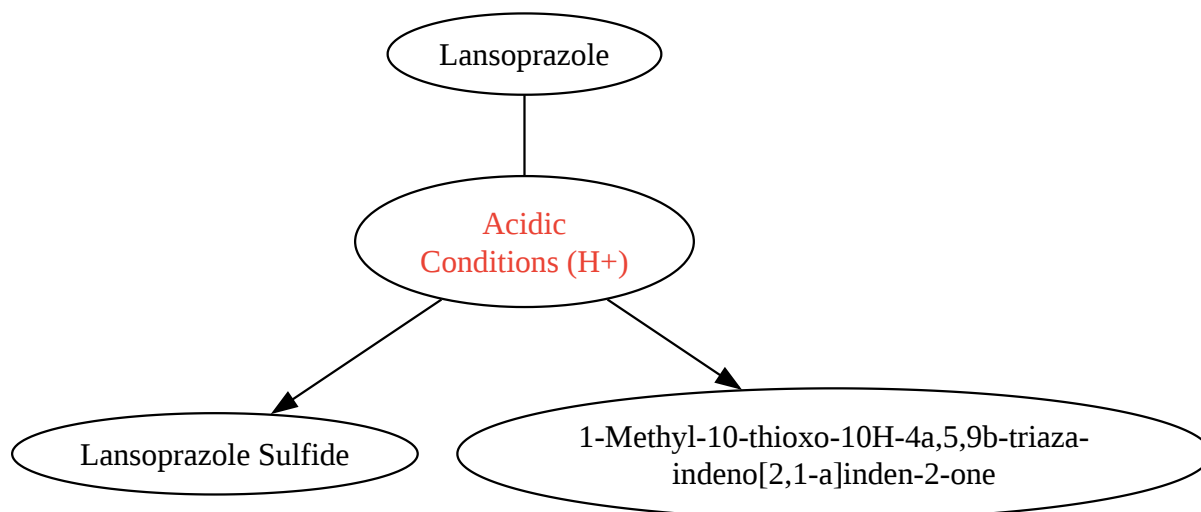 Lansoprazole
Acidic
Conditions (H+)
Lansoprazole Sulfide
1-Methyl-10-thioxo-10H-4a,5,9b-triaza-
indeno[2,1-a]inden-2-one